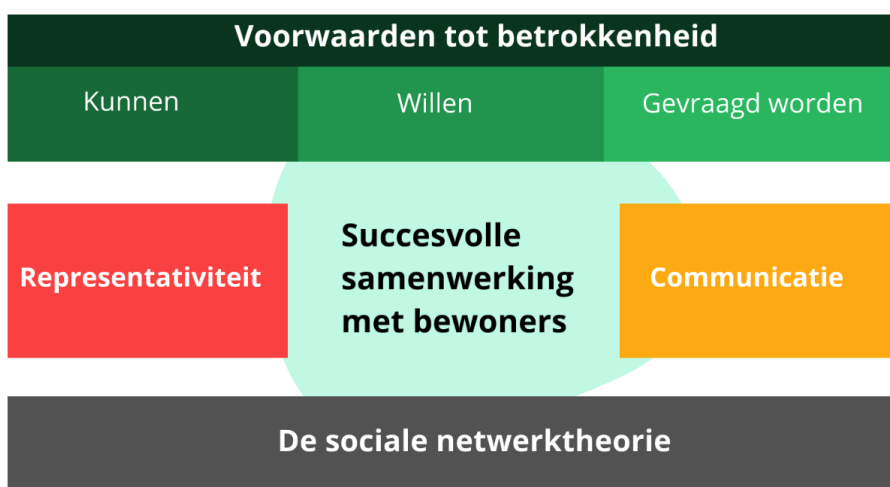 Voorwaarden tot betrokkenheid
Kunnen
Willen
Gevraagd worden
Representativiteit
Succesvolle
samenwerking
met bewoners
Communicatie
De sociale netwerktheorie